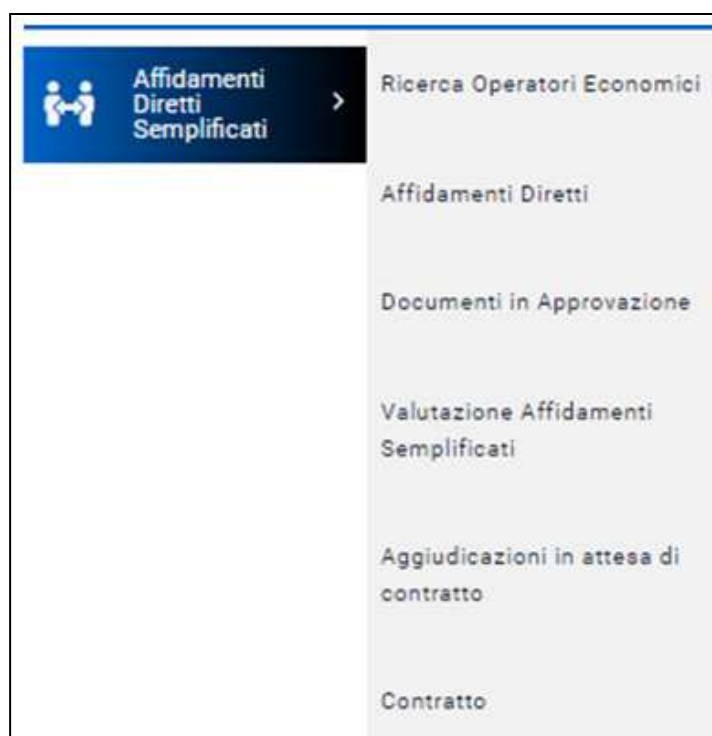 Affidamenti
Diretti
Semplificati
Ricerca Operatori Economici
Affidamenti Diretti
Documenti in Approvazione
Valutazione Affidamenti
Semplificati
Aggiudicazioni in attesa di
contratto
Contratto